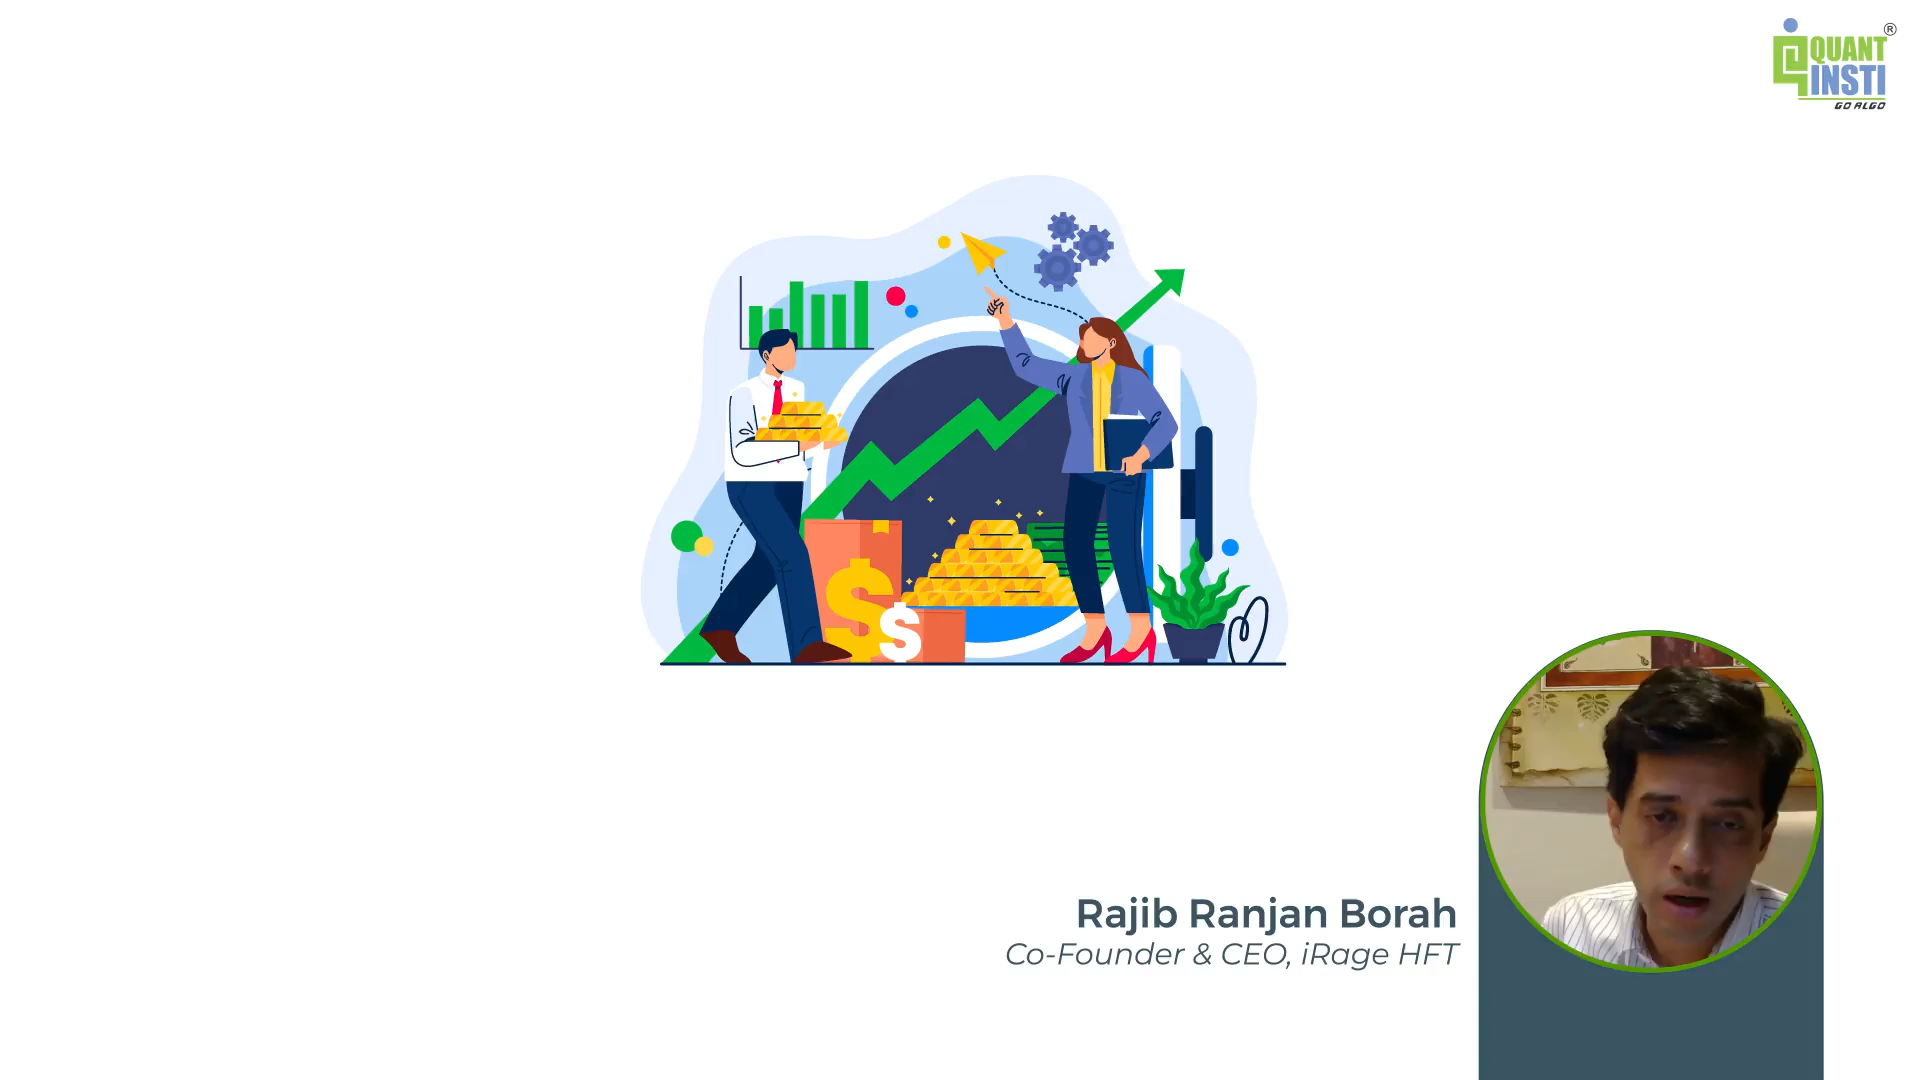 QUANT
INSTI
GO ALGO
®
$
$
Rajib Ranjan Borah
Co-Founder & CEO, iRage HFT